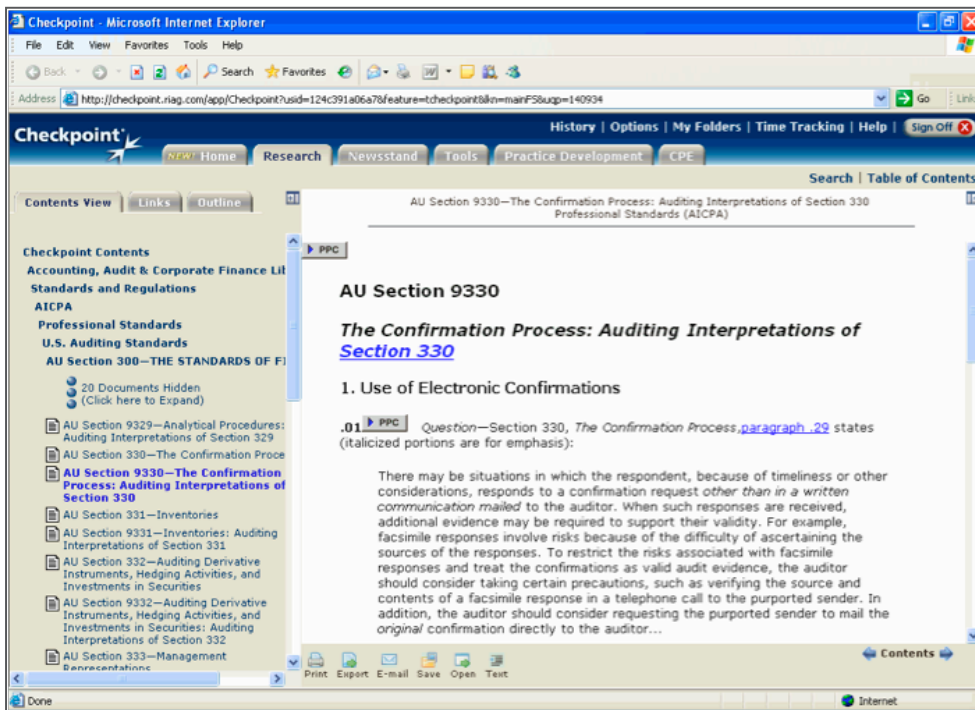 Checkpoint - Microsoft Internet Explorer
File Edit View Favorites Tools Help
Back Search Favorites
Address http://checkpoint.riag.com/app/Checkpoint?usid=124c391a06a7&feature=tcheckpoint&lkn=mainFS&uqp=140934 Go Link
Checkpoint
History | Options | My Folders | Time Tracking | Help | Sign Off
NEW! Home Research Newsstand Tools Practice Development CPE
Search | Table of Contents
Contents View Links Outline
Checkpoint Contents
Accounting, Audit & Corporate Finance Lib
Standards and Regulations
AICPA
Professional Standards
U.S. Auditing Standards
AU Section 300—THE STANDARDS OF FI
20 Documents Hidden
(Click here to Expand)
AU Section 9329—Analytical Procedures:
Auditing Interpretations of Section 329
AU Section 330—The Confirmation Proce
AU Section 9330—The Confirmation
Process: Auditing Interpretations of
Section 330
AU Section 331—Inventories
AU Section 9331—Inventories: Auditing
Interpretations of Section 331
AU Section 332—Auditing Derivative
Instruments, Hedging Activities, and
Investments in Securities
AU Section 9332—Auditing Derivative
Instruments, Hedging Activities, and
Investments in Securities: Auditing
Interpretations of Section 332
AU Section 333—Management
Representations
AU Section 9330—The Confirmation Process: Auditing Interpretations of Section 330
Professional Standards (AICPA)
PPC
AU Section 9330
The Confirmation Process: Auditing Interpretations of
Section 330
1. Use of Electronic Confirmations
.01 PPC Question—Section 330, The Confirmation Process,paragraph .29 states
(italicized portions are for emphasis):
There may be situations in which the respondent, because of timeliness or other
considerations, responds to a confirmation request other than in a written
communication mailed to the auditor. When such responses are received,
additional evidence may be required to support their validity. For example,
facsimile responses involve risks because of the difficulty of ascertaining the
sources of the responses. To restrict the risks associated with facsimile
responses and treat the confirmations as valid audit evidence, the auditor
should consider taking certain precautions, such as verifying the source and
contents of a facsimile response in a telephone call to the purported sender. In
addition, the auditor should consider requesting the purported sender to mail the
original confirmation directly to the auditor...
Print Export E-mail Save Open Text
Contents
Done
Internet